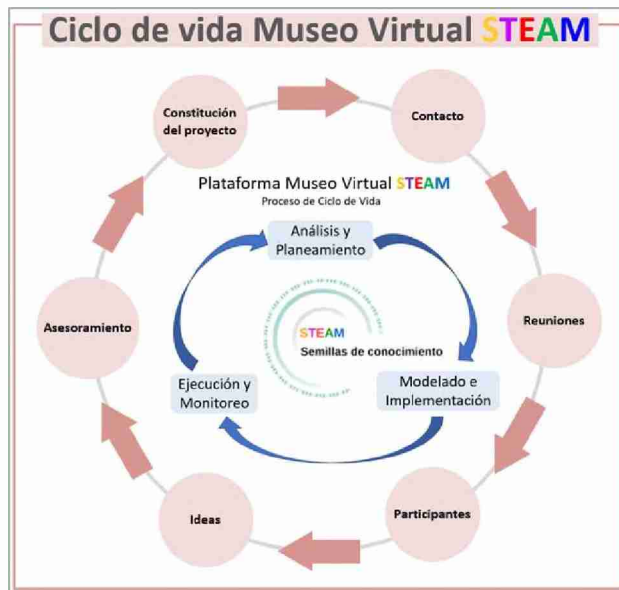 Ciclo de vida Museo Virtual STEAM
Constitución
del proyecto
Contacto
Plataforma Museo Virtual STEAM
Proceso de Ciclo de Vida
Análisis y
Planeamiento
Asesoramiento
STEAM
Semillas de conocimiento
Reuniones
Ejecución y
Monitoreo
Modelado e
Implementación
Ideas
Participantes